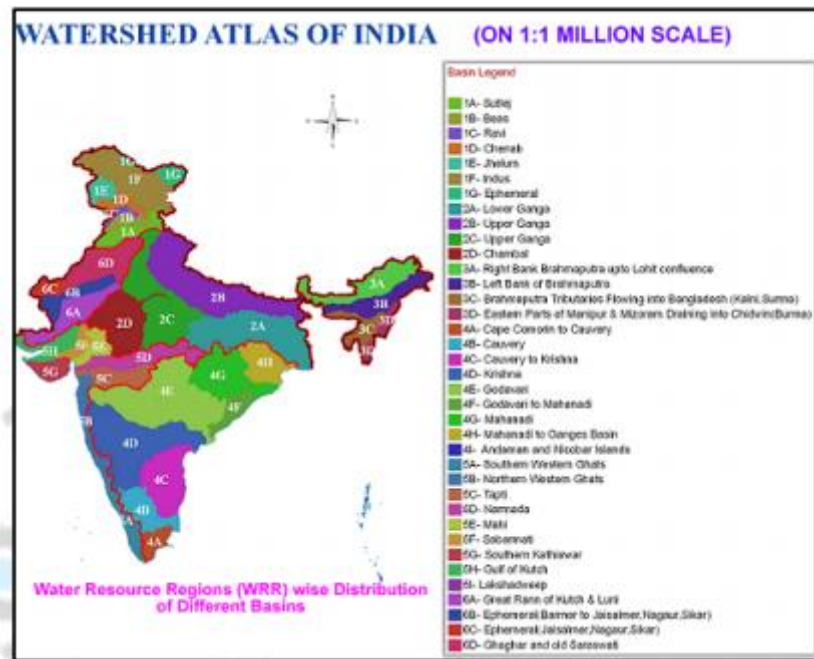 WATERSHED ATLAS OF INDIA (ON 1:1 MILLION SCALE)
Basin Legend
1A- Sutlej
1B- Beas
1C- Ravi
1D- Chenab
1E- Jhelum
1F- Indus
1G- Ephemeral
2A- Lower Ganga
2B- Upper Ganga
2C- Upper Ganga
2D- Chambal
3A- Right Bank Brahmaputra upto Lohit confluence
3B- Left Bank of Brahmaputra
3C- Brahmaputra Tributaries Flowing into Bangladesh (Kalni,Surma)
3D- Eastern Parts of Manipur & Mizoram Draining into Chidvin(Burma)
4A- Cape Comorin to Cauvery
4B- Cauvery
4C- Cauvery to Krishna
4D- Krishna
4E- Godavari
4F- Godavari to Mahanadi
4G- Mahanadi
4H- Mahanadi to Ganges Basin
4I- Andaman and Nicobar Islands
5A- Southern Western Ghats
5B- Northern Western Ghats
5C- Tapti
5D- Narmada
5E- Mahi
5F- Sabarmati
5G- Southern Kathiawar
5H- Gulf of Kutch
5I- Lakshadweep
6A- Great Rann of Kutch & Luni
6B- Ephemeral(Barmer to Jaisalmer,Nagaur,Sikar)
6C- Ephemeral(Jaisalmer,Nagaur,Sikar)
6D- Ghaghar and old Saraswati
1G
1F
1G
1E
1D
1B
1A
6D
6C
6B
6A
2D
2C
2B
2A
3A
3B
3C
3D
5H
5F
5E
5D
5G
5C
4H
4G
4E
4F
4D
4C
4B
4A
Water Resource Regions (WRR) wise Distribution
of Different Basins